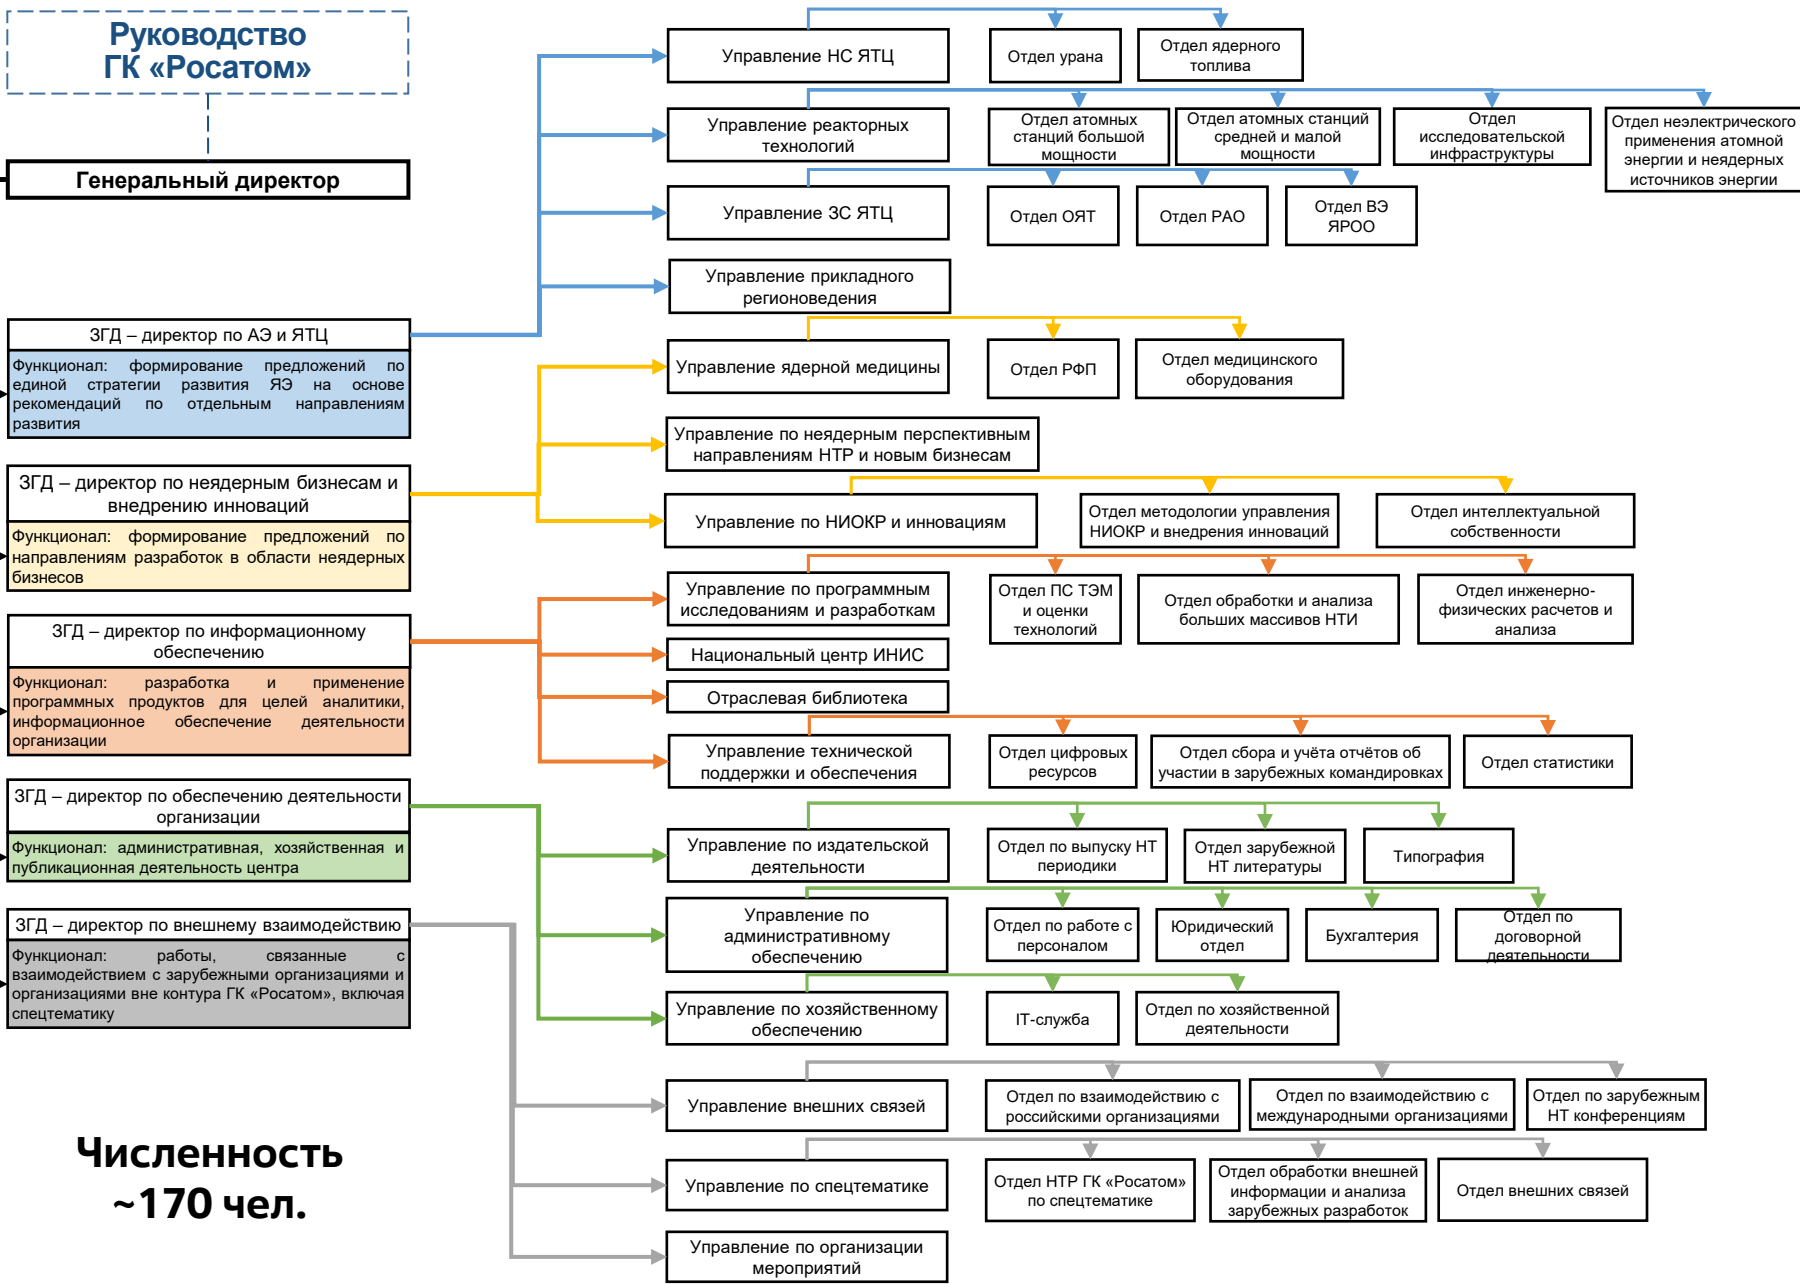 Руководство
ГК «Росатом»
Генеральный директор
ЗГД – директор по АЭ и ЯТЦ
Функционал: формирование предложений по
единой стратегии развития ЯЭ на основе
рекомендаций по отдельным направлениям
развития
Управление НС ЯТЦ
Отдел урана
Отдел ядерного
топлива
Управление реакторных
технологий
Отдел атомных
станций большой
мощности
Отдел атомных станций
средней и малой
мощности
Отдел
исследовательской
инфраструктуры
Отдел неэлектрического
применения атомной
энергии и неядерных
источников энергии
Управление ЗС ЯТЦ
Отдел ОЯТ
Отдел РАО
Отдел ВЭ
ЯРОО
Управление прикладного
регионоведения
ЗГД – директор по неядерным бизнесам и
внедрению инноваций
Функционал: формирование предложений по
направлениям разработок в области неядерных
бизнесов
Управление ядерной медицины
Отдел РФП
Отдел медицинского
оборудования
Управление по неядерным перспективным
направлениям НТР и новым бизнесам
Управление по НИОКР и инновациям
Отдел методологии управления
НИОКР и внедрения инноваций
Отдел интеллектуальной
собственности
ЗГД – директор по информационному
обеспечению
Функционал: разработка и применение
программных продуктов для целей аналитики,
информационное обеспечение деятельности
организации
Управление по программным
исследованиям и разработкам
Отдел ПС ТЭМ
и оценки
технологий
Отдел обработки и анализа
больших массивов НТИ
Отдел инженерно-
физических расчетов и
анализа
Национальный центр ИНИС
Отраслевая библиотека
Управление технической
поддержки и обеспечения
Отдел цифровых
ресурсов
Отдел сбора и учёта отчётов об
участии в зарубежных командировках
Отдел статистики
ЗГД – директор по обеспечению деятельности
организации
Функционал: административная, хозяйственная и
публикационная деятельность центра
Управление по издательской
деятельности
Отдел по выпуску НТ
периодики
Отдел зарубежной
НТ литературы
Типография
Управление по
административному
обеспечению
Отдел по работе с
персоналом
Юридический
отдел
Бухгалтерия
Отдел по
договорной
деятельности
Управление по хозяйственному
обеспечению
IT-служба
Отдел по хозяйственной
деятельности
ЗГД – директор по внешнему взаимодействию
Функционал: работы, связанные с
взаимодействием с зарубежными организациями и
организациями вне контура ГК «Росатом», включая
спецтематику
Управление внешних связей
Отдел по взаимодействию с
российскими организациями
Отдел по взаимодействию с
международными организациями
Отдел по зарубежным
НТ конференциям
Управление по спецтематике
Отдел НТР ГК «Росатом»
по спецтематике
Отдел обработки внешней
информации и анализа
зарубежных разработок
Отдел внешних связей
Управление по организации
мероприятий
Численность
~170 чел.